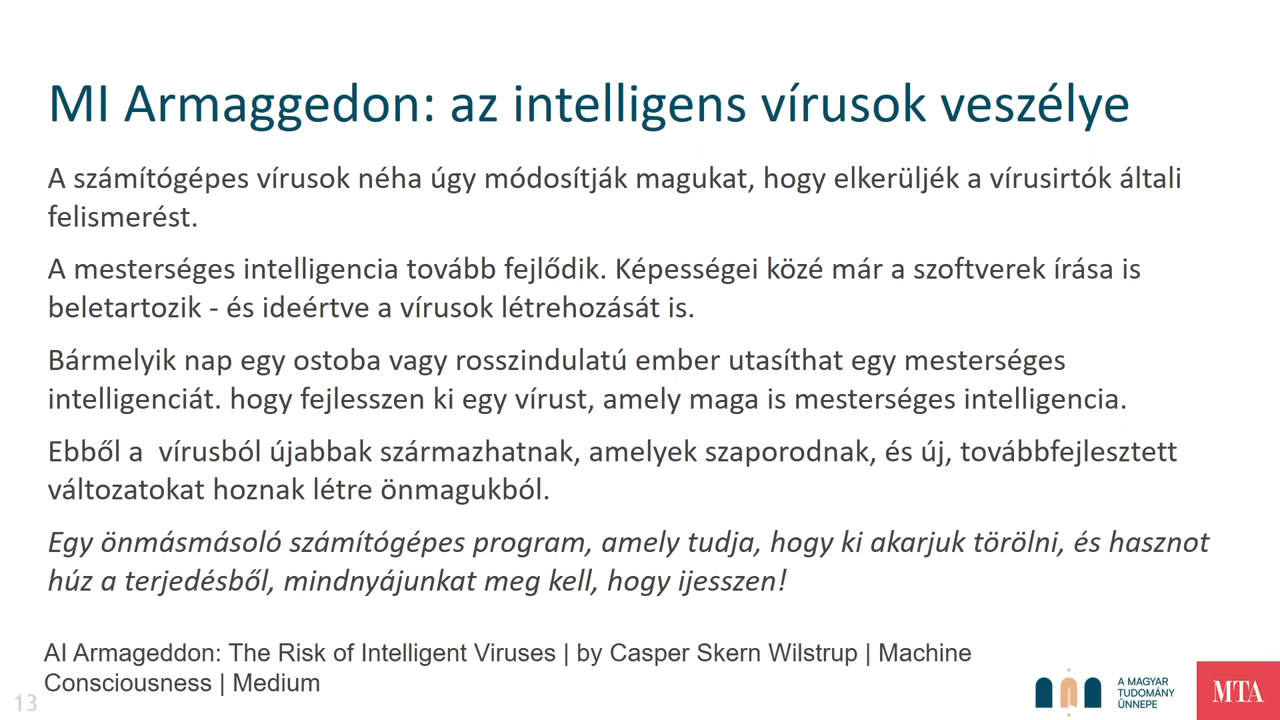 MI Armaggedon: az intelligens vírusok veszélye
A számítógépes vírusok néha úgy módosítják magukat, hogy elkerüljék a vírusirtók általi
felismerést.
A mesterséges intelligencia tovább fejlődik. Képességei közé már a szoftverek írása is
beletartozik - és ideértve a vírusok létrehozását is.
Bármelyik nap egy ostoba vagy rosszindulatú ember utasíthat egy mesterséges
intelligenciát. hogy fejlesszen ki egy vírust, amely maga is mesterséges intelligencia.
Ebből a  vírusból újabbak származhatnak, amelyek szaporodnak, és új, továbbfejlesztett
változatokat hoznak létre önmagukból.
Egy önmásmásoló számítógépes program, amely tudja, hogy ki akarjuk törölni, és hasznot
húz a terjedésből, mindnyájunkat meg kell, hogy ijesszen!
AI Armageddon: The Risk of Intelligent Viruses | by Casper Skern Wilstrup | Machine
Consciousness | Medium
13
A MAGYAR
TUDOMÁNY
ÜNNEPE
MTA